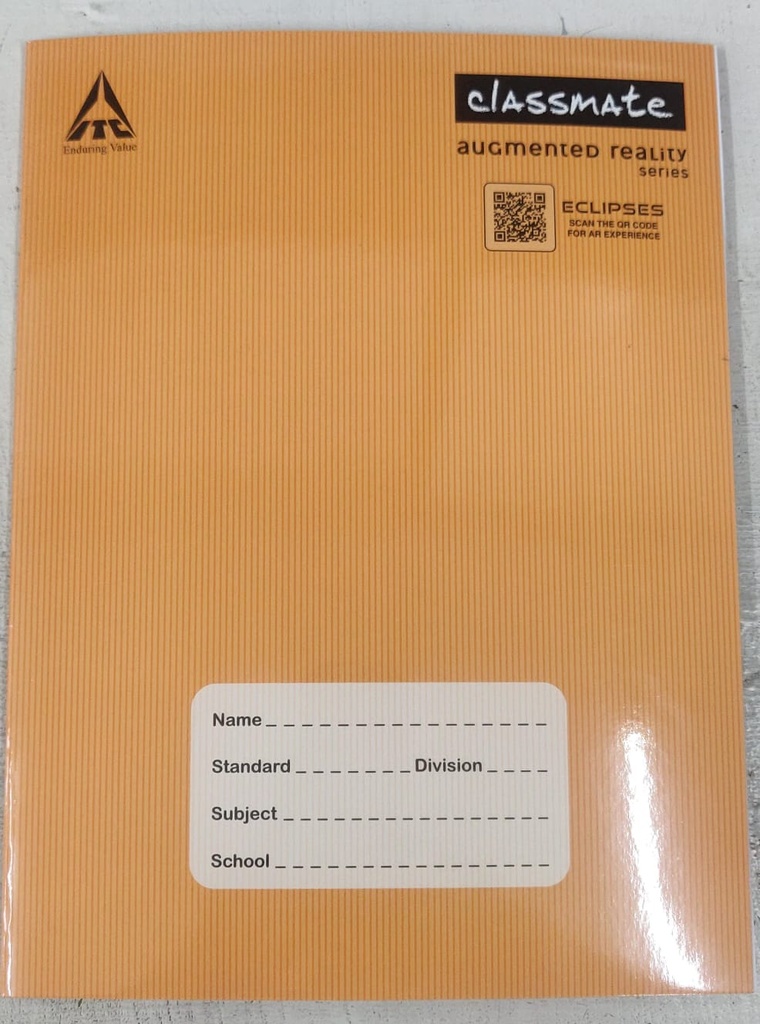 ITC
Enduring Value
classmate
augmented reality
series
ECLIPSES
SCAN THE QR CODE
FOR AR EXPERIENCE
Name _ _ _ _ _ _ _ _ _ _ _ _ _ _ _ _
Standard _ _ _ _ _ _ _ Division _ _ _ _
Subject _ _ _ _ _ _ _ _ _ _ _ _ _ _ _
School _ _ _ _ _ _ _ _ _ _ _ _ _ _ _ _